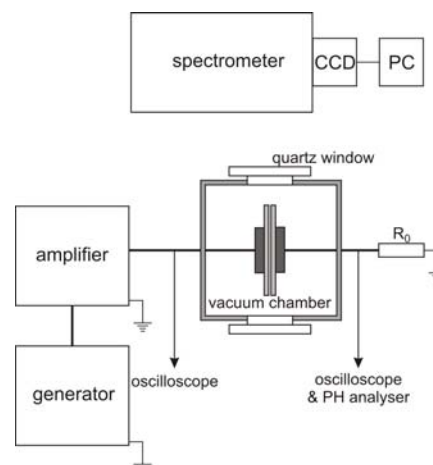 spectrometer
CCD
PC
quartz window
amplifier
R0
vacuum chamber
generator
oscilloscope
oscilloscope
& PH analyser